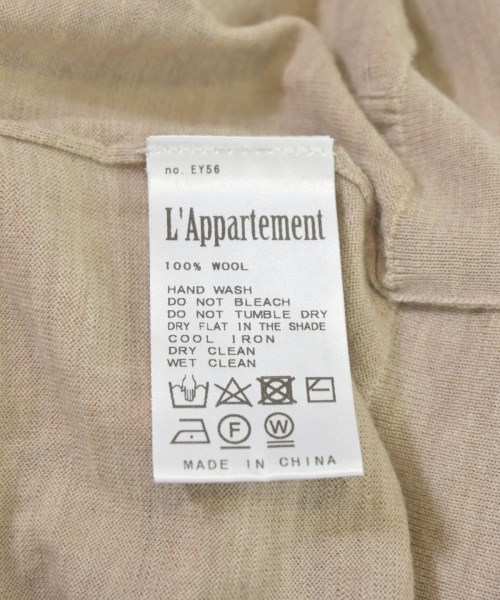 no. EY56
L'Appartement
100% WOOL
HAND WASH
DO NOT BLEACH
DO NOT TUMBLE DRY
DRY FLAT IN THE SHADE
COOL IRON
DRY CLEAN
WET CLEAN
F W
MADE IN CHINA